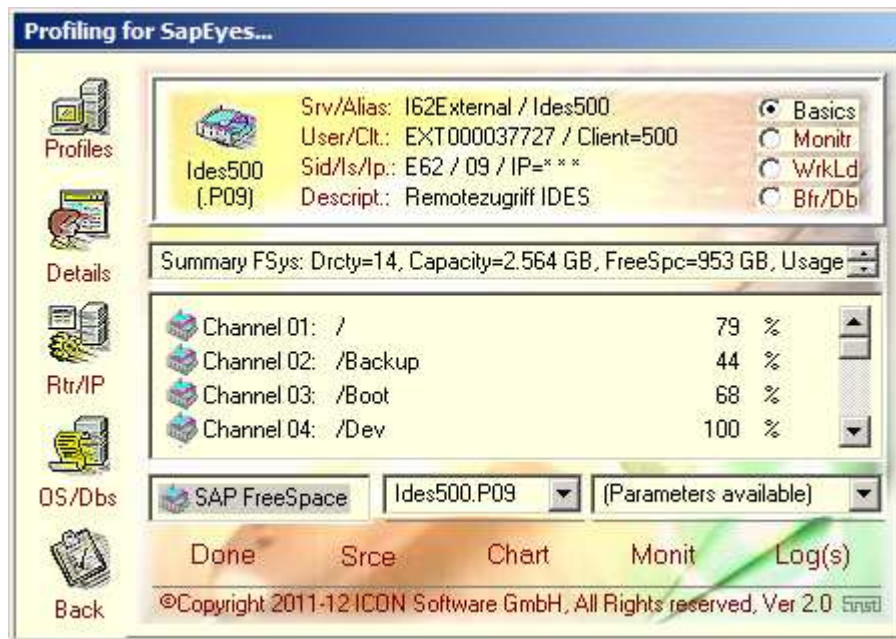 Profiling for SapEyes...
Profiles
Details
Rtr/IP
OS/Dbs
Back
Ides500
(.P09)
Srv/Alias: I62External / Ides500
User/Clt.: EXT000037727 / Client=500
Sid/Is/Ip.: E62 / 09 / IP=* * *
Descript.: Remotezugriff IDES
Basics
Monitr
WrkLd
Bfr/Db
Summary FSys: Drcty=14, Capacity=2.564 GB, FreeSpc=953 GB, Usage
Channel 01: / 79 %
Channel 02: /Backup 44 %
Channel 03: /Boot 68 %
Channel 04: /Dev 100 %
SAP FreeSpace
Ides500.P09
(Parameters available)
Done Srce Chart Monit Log(s)
©Copyright 2011-12 ICON Software GmbH, All Rights reserved, Ver 2.0